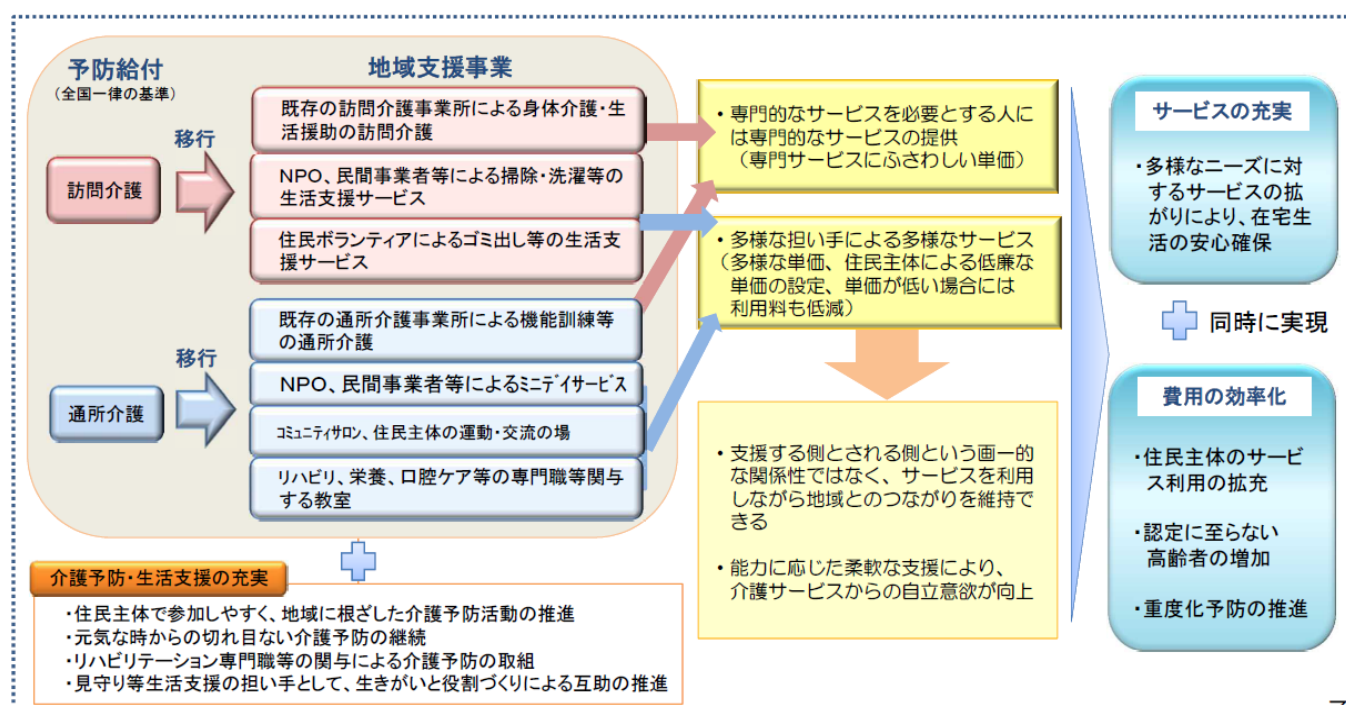 予防給付
(全国一律の基準)
地域支援事業
移行
訪問介護
既存の訪問介護事業所による身体介護・生
活援助の訪問介護
NPO、民間事業者等による掃除・洗濯等の
生活支援サービス
住民ボランティアによるゴミ出し等の生活支
援サービス
移行
通所介護
既存の通所介護事業所による機能訓練等
の通所介護
NPO、民間事業者等によるミニデイサービス
コミュニティサロン、住民主体の運動・交流の場
リハビリ、栄養、口腔ケア等の専門職等関与
する教室
介護予防・生活支援の充実
・住民主体で参加しやすく、地域に根ざした介護予防活動の推進
・元気な時からの切れ目ない介護予防の継続
・リハビリテーション専門職等の関与による介護予防の取組
・見守り等生活支援の担い手として、生きがいと役割づくりによる互助の推進
・専門的なサービスを必要とする人に
は専門的なサービスの提供
(専門サービスにふさわしい単価)
・多様な担い手による多様なサービス
(多様な単価、住民主体による低廉な
単価の設定、単価が低い場合には
利用料も低減)
・支援する側とされる側という画一的
な関係性ではなく、サービスを利用
しながら地域とのつながりを維持で
きる
・能力に応じた柔軟な支援により、
介護サービスからの自立意欲が向上
サービスの充実
・多様なニーズに対
するサービスの拡
がりにより、在宅生
活の安心確保
同時に実現
費用の効率化
・住民主体のサービ
ス利用の拡充
・認定に至らない
高齢者の増加
・重度化予防の推進